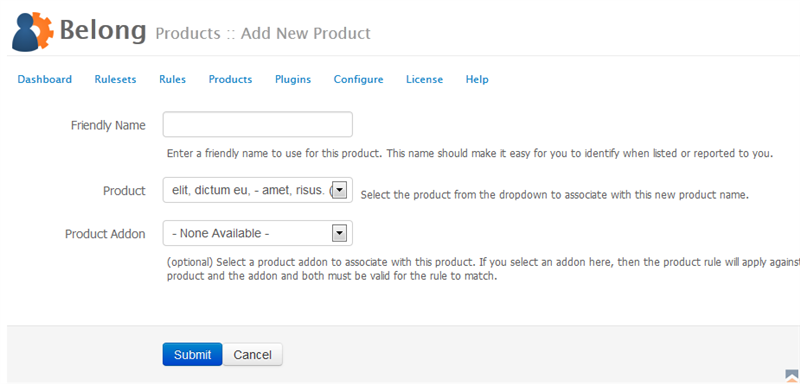 Belong Products :: Add New Product
Dashboard Rulesets Rules Products Plugins Configure License Help
Friendly Name
Enter a friendly name to use for this product. This name should make it easy for you to identify when listed or reported to you.
Product elit, dictum eu, - amet, risus. ( Select the product from the dropdown to associate with this new product name.
Product Addon - None Available -
(optional) Select a product addon to associate with this product. If you select an addon here, then the product rule will apply against
product and the addon and both must be valid for the rule to match.
Submit Cancel